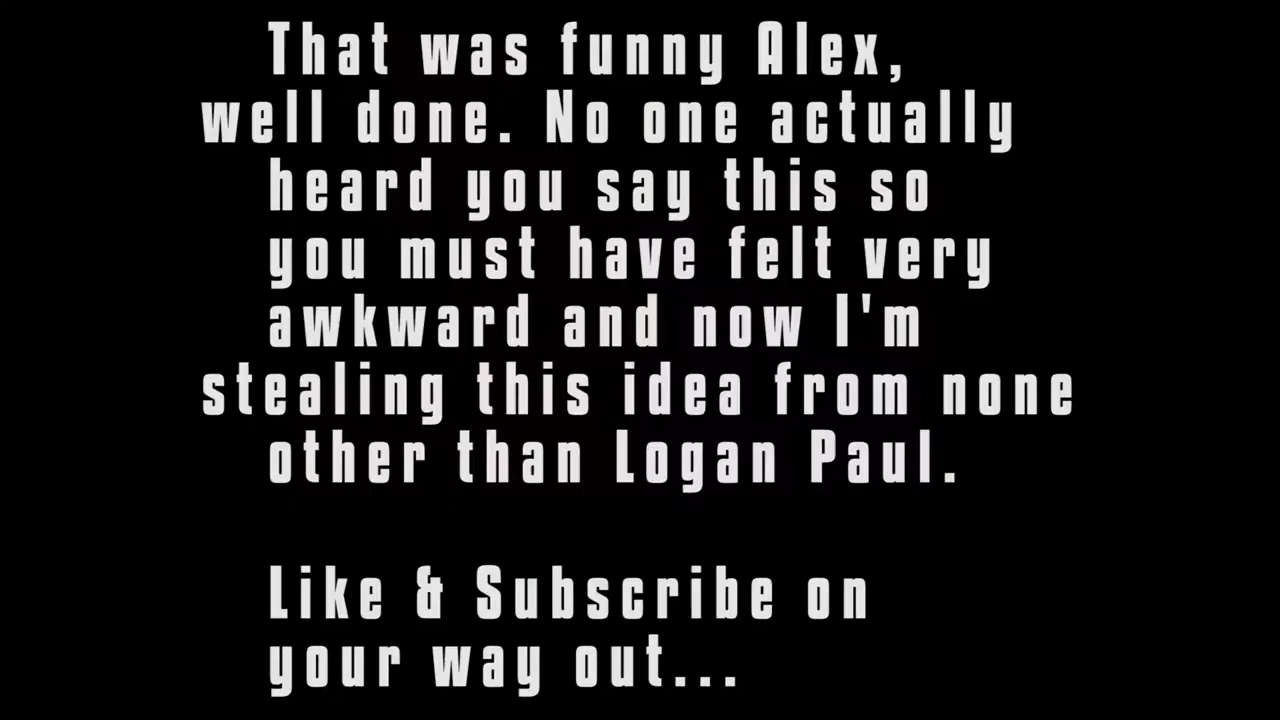 That was funny Alex,
well done. No one actually
heard you say this so
you must have felt very
awkward and now I'm
stealing this idea from none
other than Logan Paul.
Like & Subscribe on
your way out...